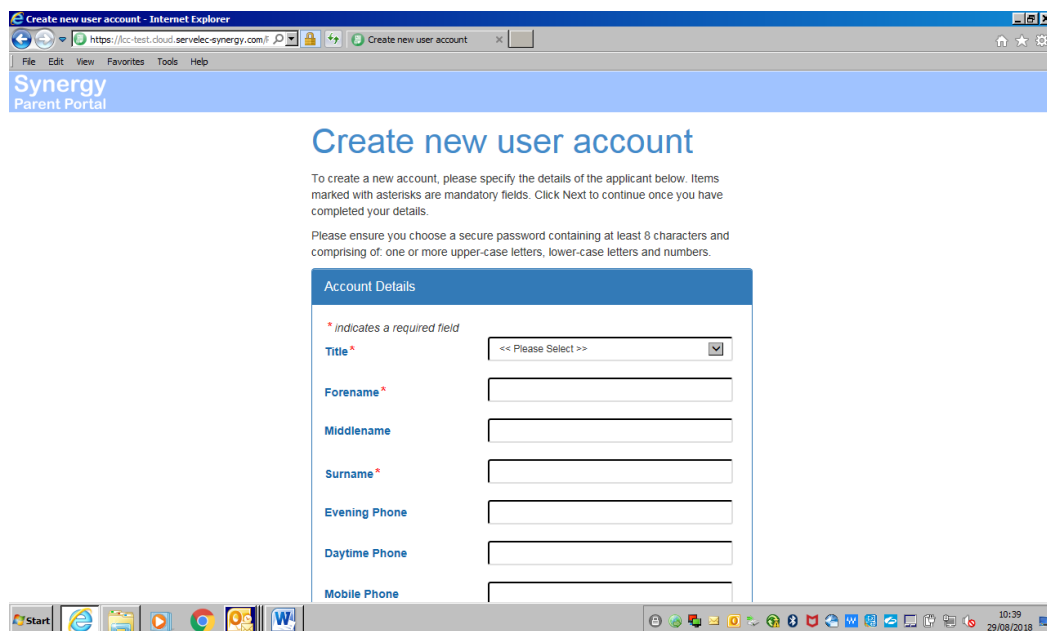 Create new user account - Internet Explorer
https://lcc-test.cloud.servelec-synergy.com/
Create new user account
File Edit View Favorites Tools Help
Synergy
Parent Portal
Create new user account
To create a new account, please specify the details of the applicant below. Items
marked with asterisks are mandatory fields. Click Next to continue once you have
completed your details.
Please ensure you choose a secure password containing at least 8 characters and
comprising of: one or more upper-case letters, lower-case letters and numbers.
Account Details
* indicates a required field
Title* << Please Select >>
Forename*
Middlename
Surname*
Evening Phone
Daytime Phone
Mobile Phone
Start
10:39
29/08/2018